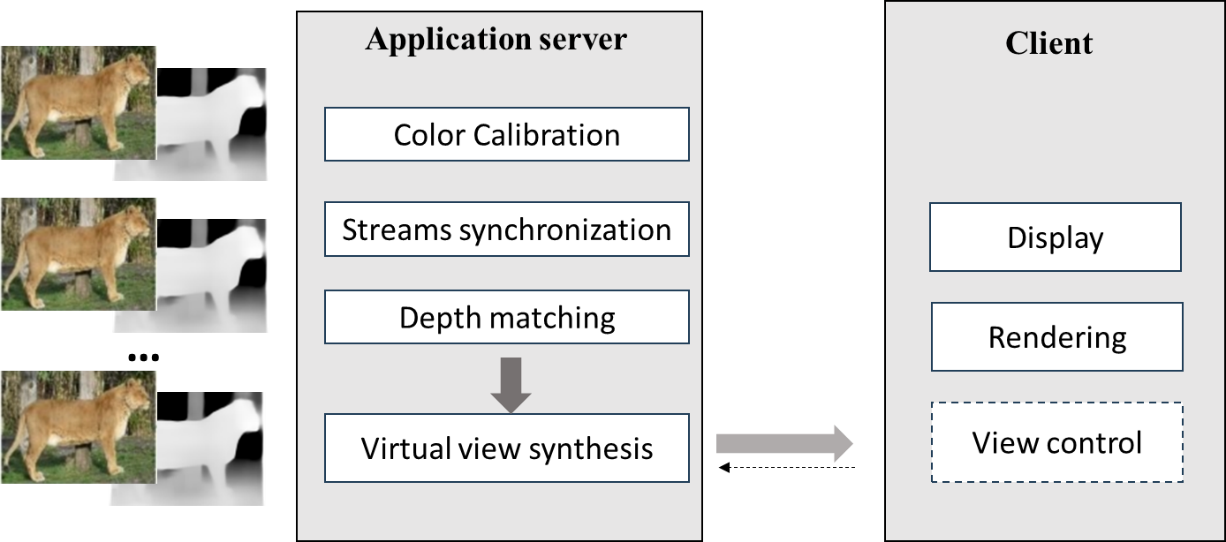 Application server
Color Calibration
Streams synchronization
Depth matching
Virtual view synthesis
...
Client
Display
Rendering
View control